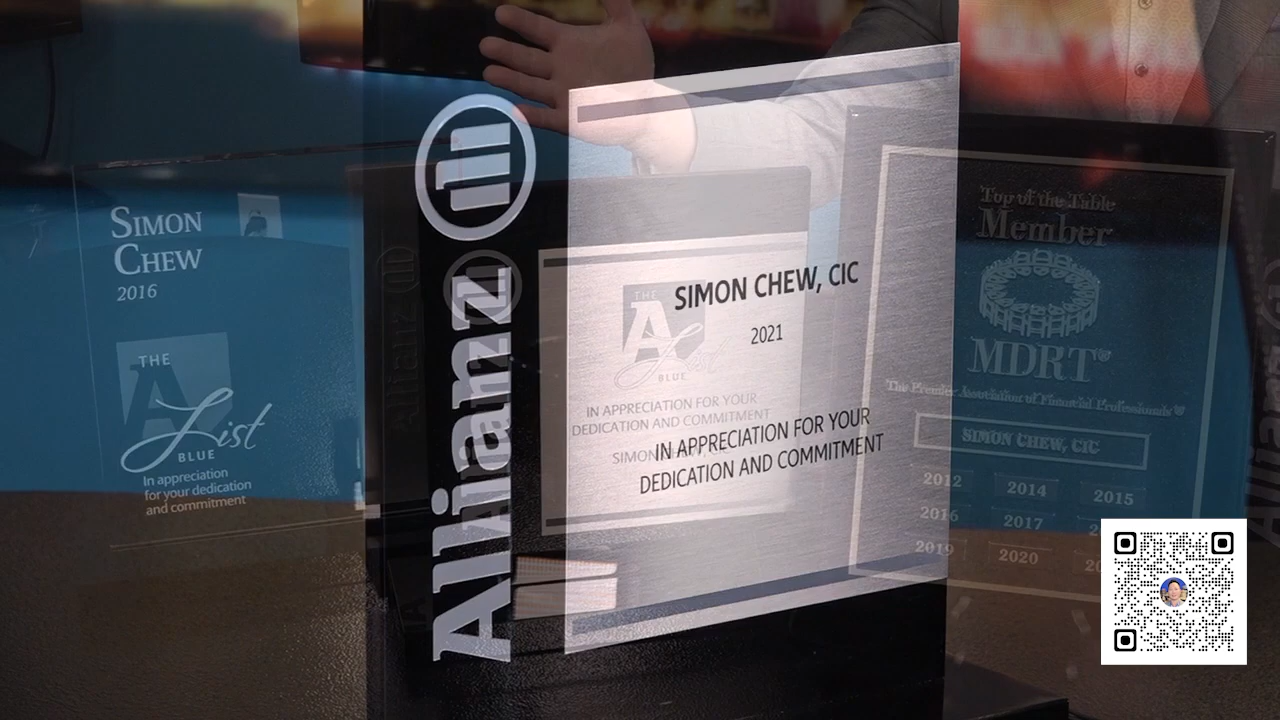 SIMON
CHEW
2016
THE
A
List
BLUE
In appreciation
for your dedication
and commitment
Allianz
SIMON CHEW, CIC
2021
IN APPRECIATION FOR YOUR
DEDICATION AND COMMITMENT
THE
A
List
BLUE
IN APPRECIATION FOR YOUR
DEDICATION AND COMMITMENT
SIMON
Allianz
Top of the Table
Member
MDRT
The Premier Association of Financial Professionals
SIMON CHEW, CIC
2012 2014 2015
2016 2017
2019 2020